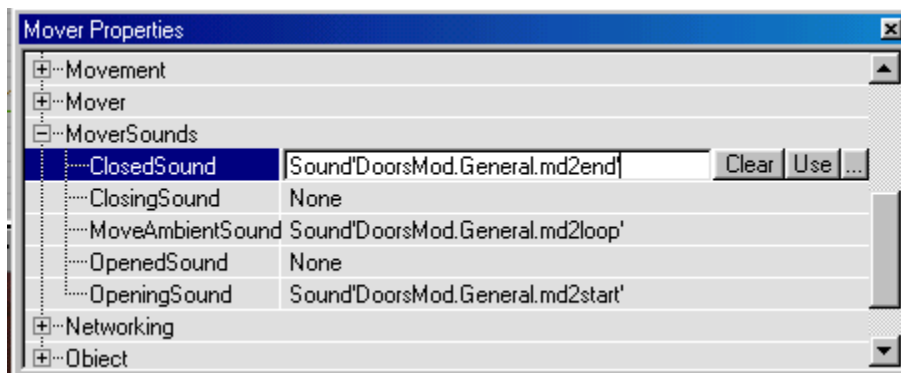 Mover Properties
Movement
Mover
MoverSounds
ClosedSound Sound'DoorsMod.General.md2end' Clear Use ...
ClosingSound None
MoveAmbientSound Sound'DoorsMod.General.md2loop'
OpenedSound None
OpeningSound Sound'DoorsMod.General.md2start'
Networking
Object